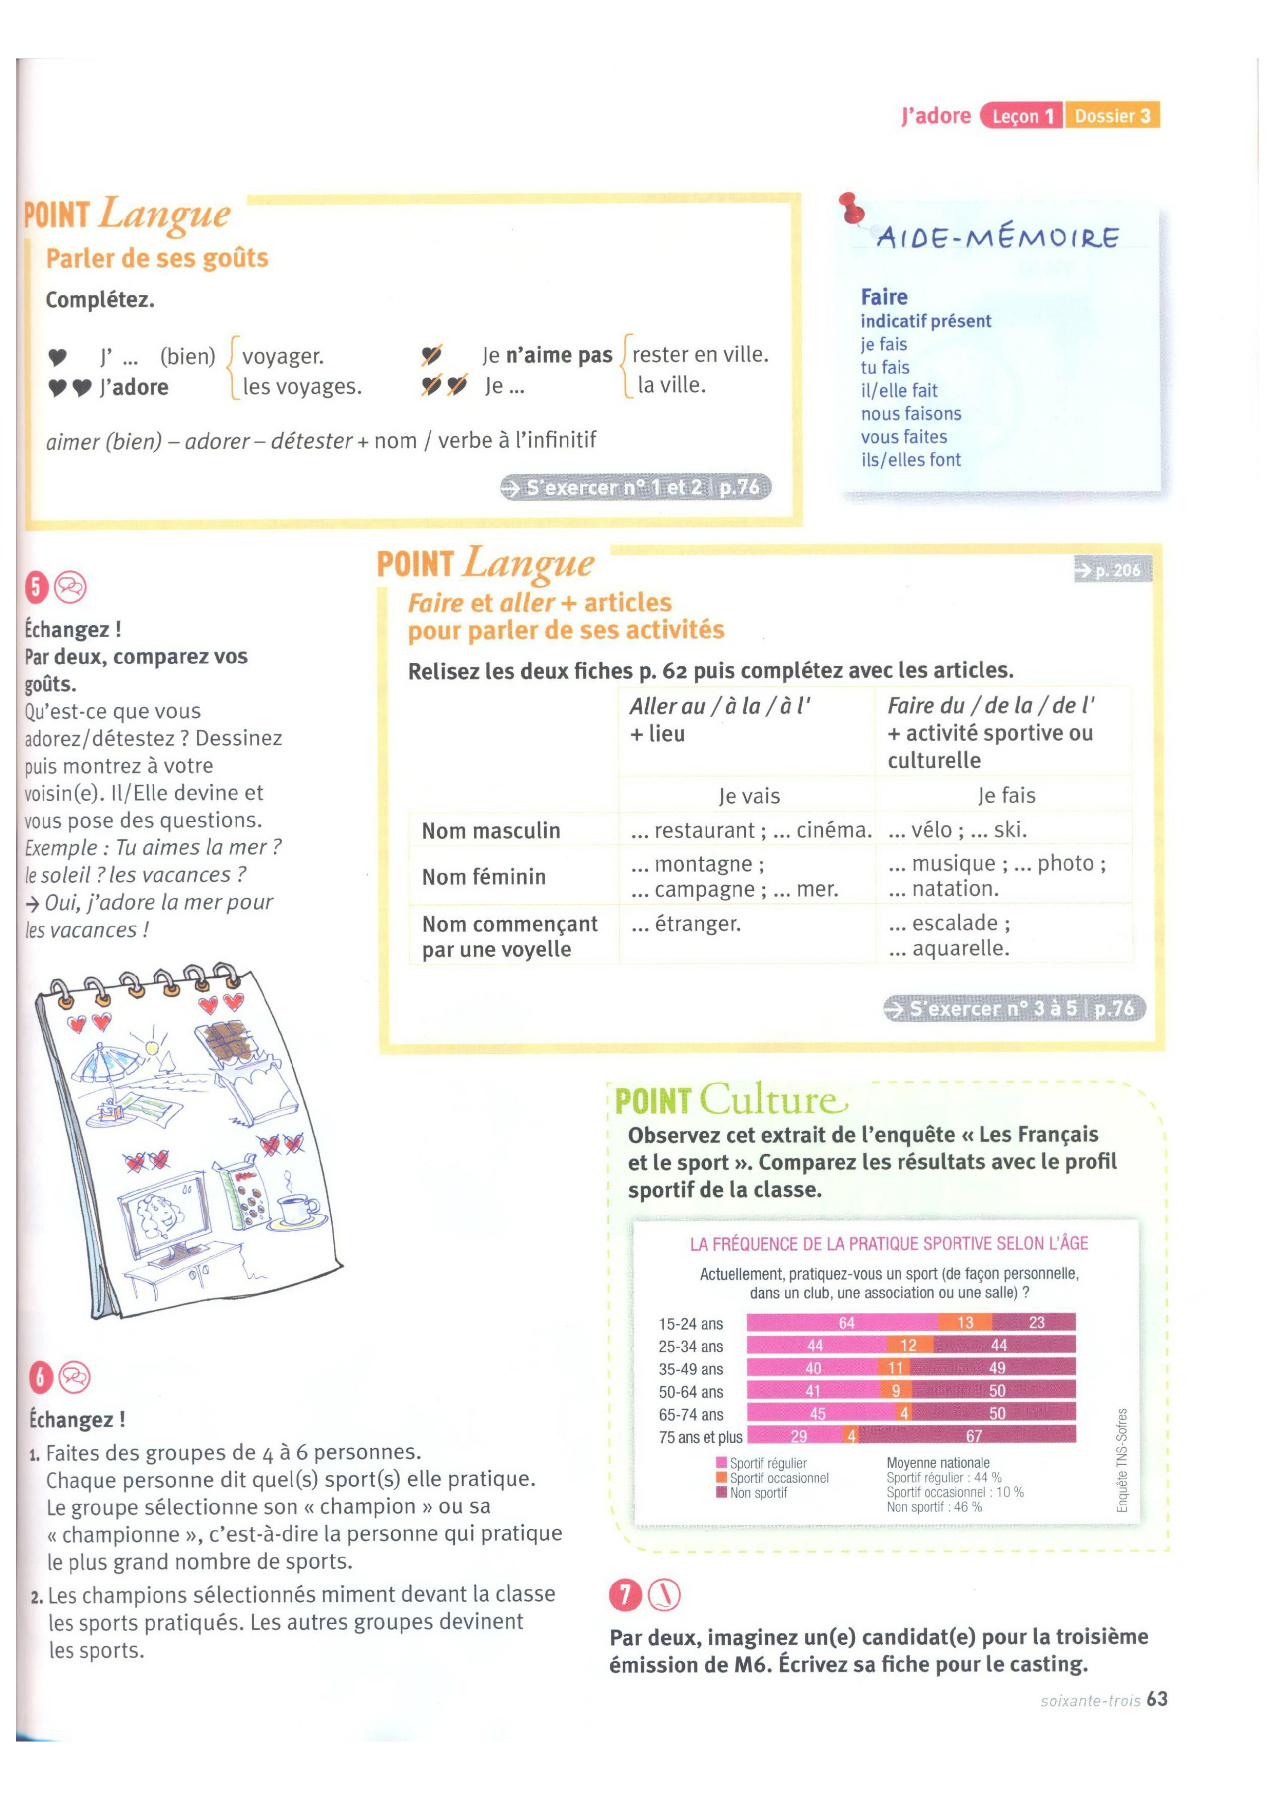 J'adore Leçon 1 Dossier 3
POINT Langue
Parler de ses goûts
Complétez.
♥ J' ... (bien) voyager.
♥♥ J'adore les voyages.
Je n'aime pas rester en ville.
Je ... la ville.
aimer (bien) – adorer – détester + nom / verbe à l'infinitif
→ S'exercer n° 1 et 2 | p.76
AIDE-MÉMOIRE
Faire
indicatif présent
je fais
tu fais
il/elle fait
nous faisons
vous faites
ils/elles font
5
Échangez !
Par deux, comparez vos
goûts.
Qu'est-ce que vous
adorez/détestez ? Dessinez
puis montrez à votre
voisin(e). Il/Elle devine et
vous pose des questions.
Exemple : Tu aimes la mer ?
le soleil ? les vacances ?
→ Oui, j'adore la mer pour
les vacances !
POINT Langue
→ p. 206
Faire et aller + articles
pour parler de ses activités
Relisez les deux fiches p. 62 puis complétez avec les articles.
Aller au / à la / à l' Faire du / de la / de l'
+ lieu + activité sportive ou
culturelle
Je vais Je fais
Nom masculin ... restaurant ; ... cinéma. ... vélo ; ... ski.
Nom féminin ... montagne ; ... musique ; ... photo ;
... campagne ; ... mer. ... natation.
Nom commençant ... étranger. ... escalade ;
par une voyelle ... aquarelle.
→ S'exercer n° 3 à 5 | p.76
6
Échangez !
1. Faites des groupes de 4 à 6 personnes.
Chaque personne dit quel(s) sport(s) elle pratique.
Le groupe sélectionne son « champion » ou sa
« championne », c'est-à-dire la personne qui pratique
le plus grand nombre de sports.
2. Les champions sélectionnés miment devant la classe
les sports pratiqués. Les autres groupes devinent
les sports.
POINT Culture
Observez cet extrait de l'enquête « Les Français
et le sport ». Comparez les résultats avec le profil
sportif de la classe.
LA FRÉQUENCE DE LA PRATIQUE SPORTIVE SELON L'ÂGE
Actuellement, pratiquez-vous un sport (de façon personnelle,
dans un club, une association ou une salle) ?
15-24 ans 64 13 23
25-34 ans 44 12 44
35-49 ans 40 11 49
50-64 ans 41 9 50
65-74 ans 45 4 50
75 ans et plus 29 4 67
Sportif régulier
Sportif occasionnel
Non sportif
Moyenne nationale
Sportif régulier : 44 %
Sportif occasionnel : 10 %
Non sportif : 46 %
Enquête TNS-Sofres
7
Par deux, imaginez un(e) candidat(e) pour la troisième
émission de M6. Écrivez sa fiche pour le casting.
soixante-trois 63